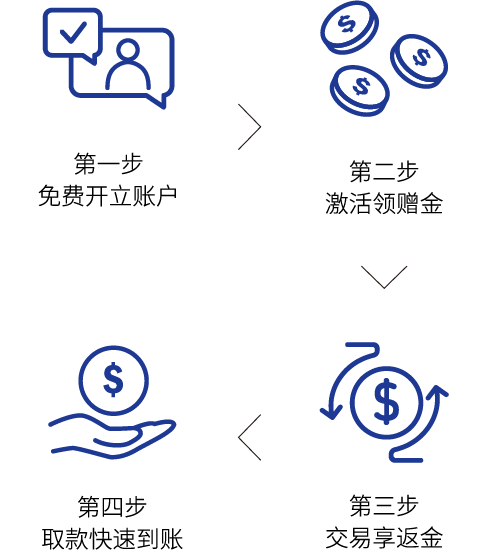 第一步
免费开立账户
第二步
激活领赠金
第三步
交易享返金
第四步
取款快速到账